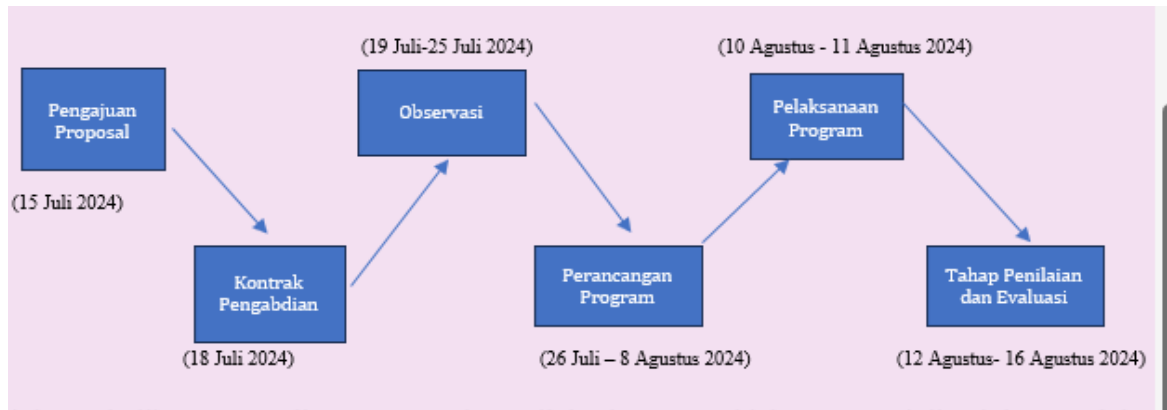 Pengajuan
Proposal
(15 Juli 2024)
Kontrak
Pengabdian
(18 Juli 2024)
(19 Juli-25 Juli 2024)
Observasi
Perancangan
Program
(26 Juli – 8 Agustus 2024)
(10 Agustus - 11 Agustus 2024)
Pelaksanaan
Program
Tahap Penilaian
dan Evaluasi
(12 Agustus- 16 Agustus 2024)